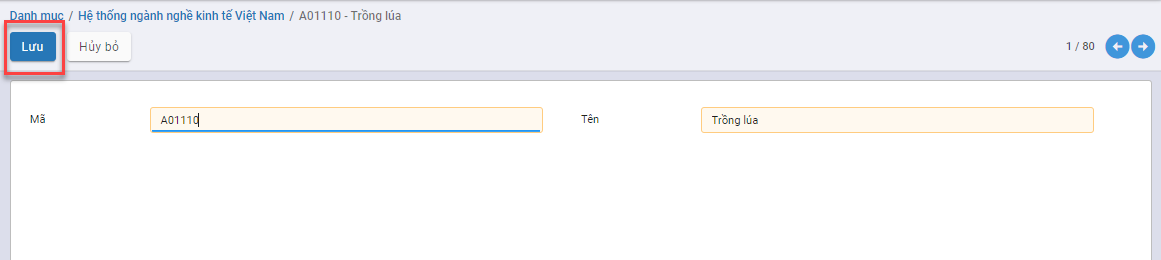 Danh mục / Hệ thống ngành nghề kinh tế Việt Nam / A01110 - Trồng lúa
Lưu Hủy bỏ 1 / 80
Mã A01110 Tên Trồng lúa